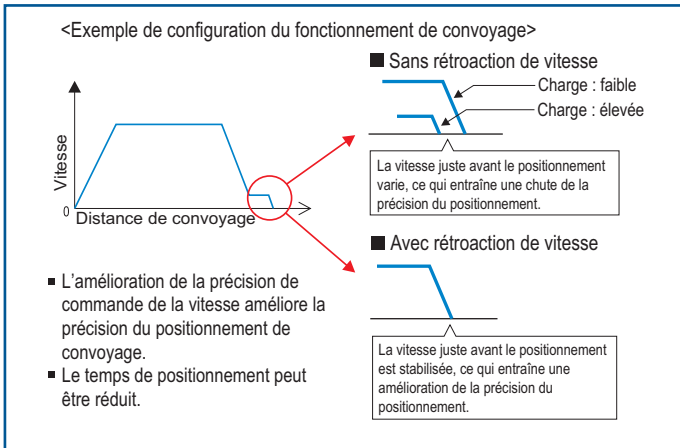 <Exemple de configuration du fonctionnement de convoyage>
Vitesse
0
Distance de convoyage
■ Sans rétroaction de vitesse
Charge : faible
Charge : élevée
La vitesse juste avant le positionnement
varie, ce qui entraîne une chute de la
précision du positionnement.
■ Avec rétroaction de vitesse
La vitesse juste avant le positionnement
est stabilisée, ce qui entraîne une
amélioration de la précision du
positionnement.
▪ L'amélioration de la précision de
commande de la vitesse améliore la
précision du positionnement de
convoyage.
▪ Le temps de positionnement peut
être réduit.